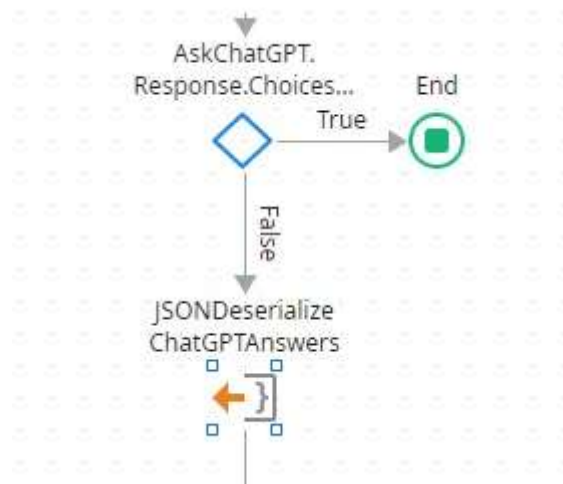 AskChatGPT.
Response.Choices...
End
True
False
JSONDeserialize
ChatGPTAnswers